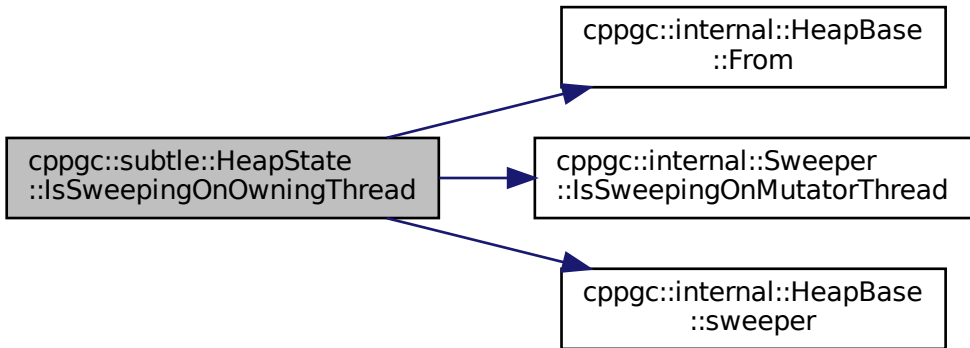 cppgc::internal::HeapBase
::From
cppgc::subtle::HeapState
::IsSweepingOnOwningThread
cppgc::internal::Sweeper
::IsSweepingOnMutatorThread
cppgc::internal::HeapBase
::sweeper